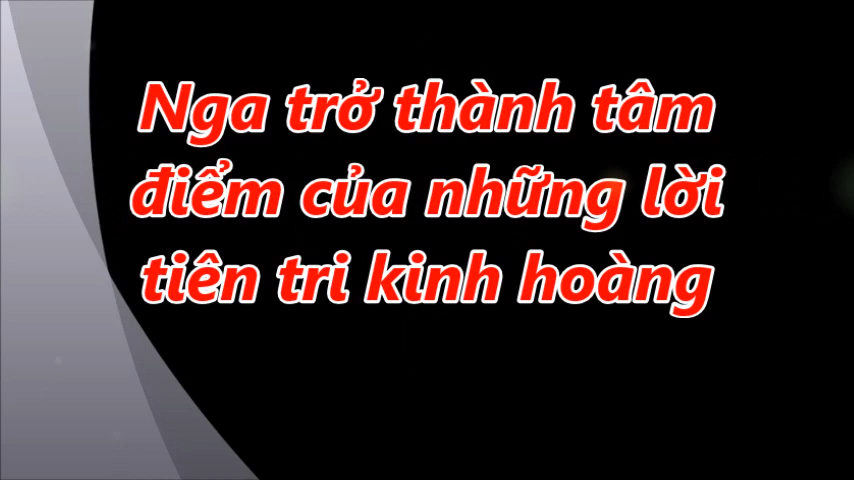 Nga trở thành tâm
điểm của những lời
tiên tri kinh hoàng